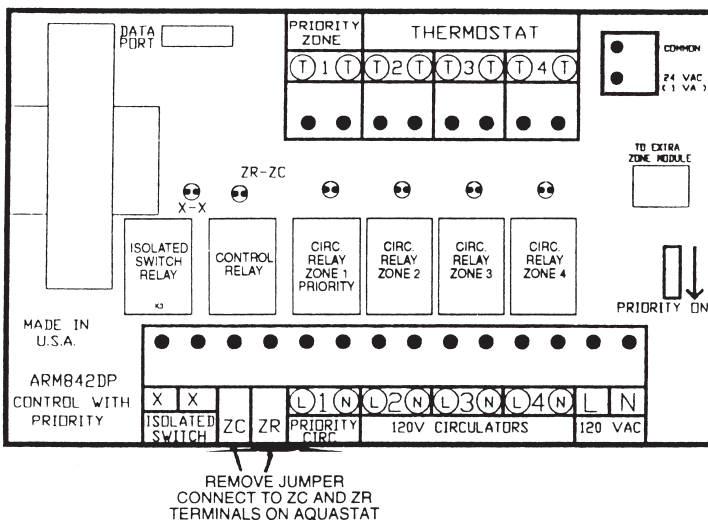 DATA
PORT
PRIORITY
ZONE
THERMOSTAT
T 1 T
T 2 T
T 3 T
T 4 T
COMMON
24 VAC
(1 VA)
TO EXTRA
ZONE MODULE
X-X
ZR-ZC
ISOLATED
SWITCH
RELAY
K3
CONTROL
RELAY
CIRC.
RELAY
ZONE 1
PRIORITY
CIRC.
RELAY
ZONE 2
CIRC.
RELAY
ZONE 3
CIRC.
RELAY
ZONE 4
PRIORITY ON
MADE IN
U.S.A.
ARM842DP
CONTROL WITH
PRIORITY
X X
ISOLATED
SWITCH
ZC
ZR
L 1 N
PRIORITY
CIRC
L 2 N
L 3 N
L 4 N
120V CIRCULATORS
L N
120 VAC
REMOVE JUMPER
CONNECT TO ZC AND ZR
TERMINALS ON AQUASTAT